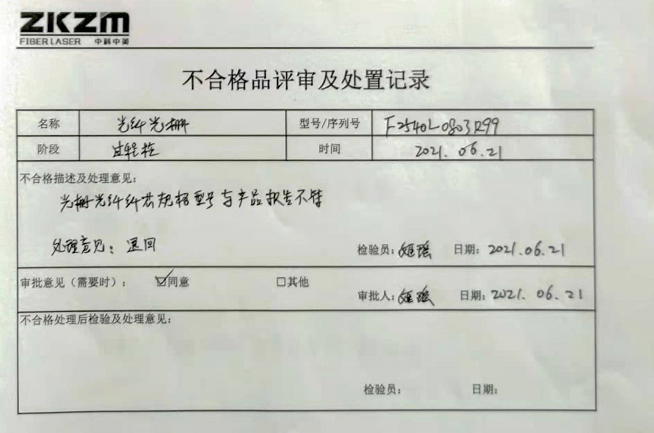 ZKZM
FIBER LASER 中科中美
不合格品评审及处置记录
名称 光纤光栅 型号/序列号 F2540L0803R99
阶段 过程检 时间 2021.06.21
不合格描述及处理意见:
光栅光纤纤芯规格型号与产品报告不符
处理意见: 退回 检验员: 日期: 2021.06.21
审批意见(需要时): ☑同意 □其他
审批人: 日期: 2021.06.21
不合格处理后检验及处理意见:
检验员: 日期: